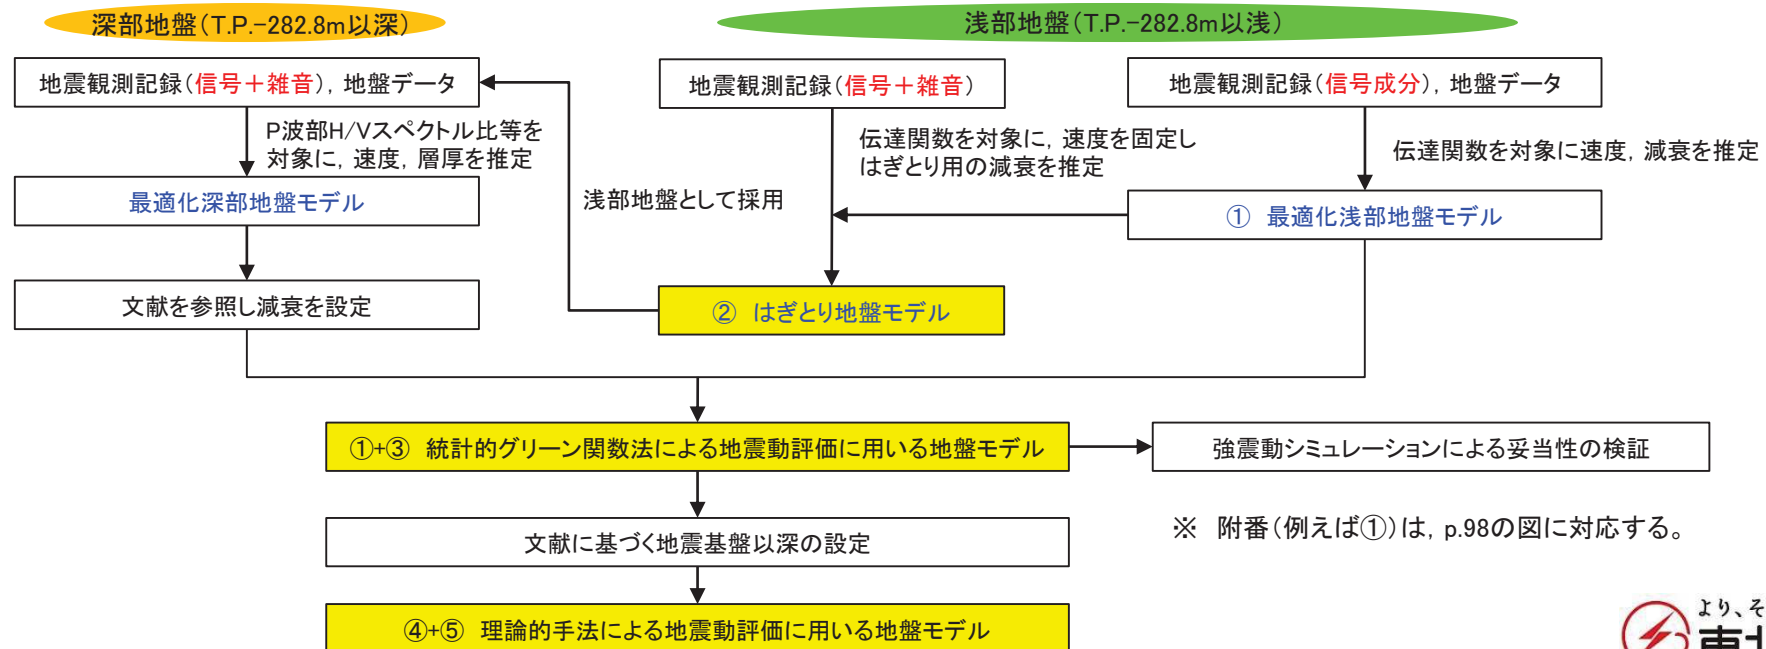 深部地盤(T.P.-282.8m以深)
浅部地盤(T.P.-282.8m以浅)
地震観測記録(信号+雑音), 地盤データ
地震観測記録(信号+雑音)
地震観測記録(信号成分), 地盤データ
P波部H/Vスペクトル比等を
対象に, 速度, 層厚を推定
伝達関数を対象に, 速度を固定し
はぎとり用の減衰を推定
伝達関数を対象に速度, 減衰を推定
最適化深部地盤モデル
浅部地盤として採用
① 最適化浅部地盤モデル
文献を参照し減衰を設定
② はぎとり地盤モデル
①+③ 統計的グリーン関数法による地震動評価に用いる地盤モデル
強震動シミュレーションによる妥当性の検証
文献に基づく地震基盤以深の設定
※ 附番(例えば①)は, p.98の図に対応する。
④+⑤ 理論的手法による地震動評価に用いる地盤モデル
より、そ